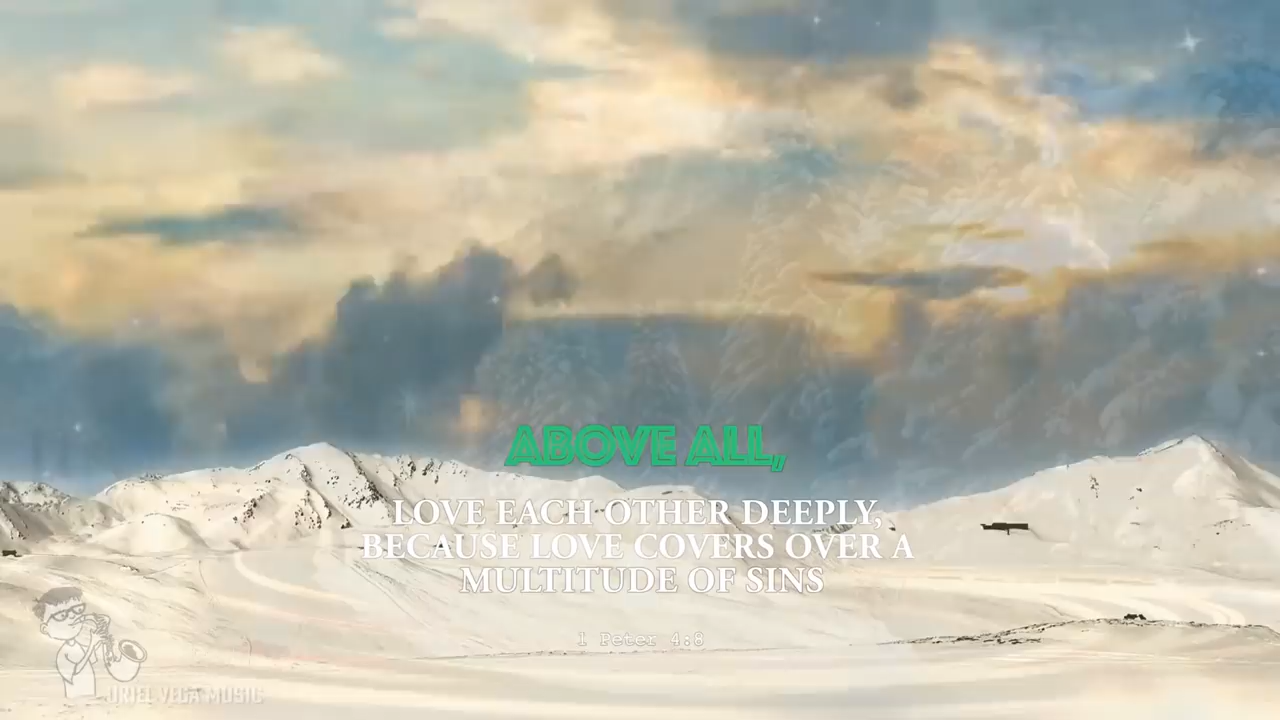 ABOVE ALL,,
LOVE EACH OTHER DEEPLY,
BECAUSE LOVE COVERS OVER A
MULTITUDE OF SINS
1 Peter 4:8
URIEL VEGA MUSIC